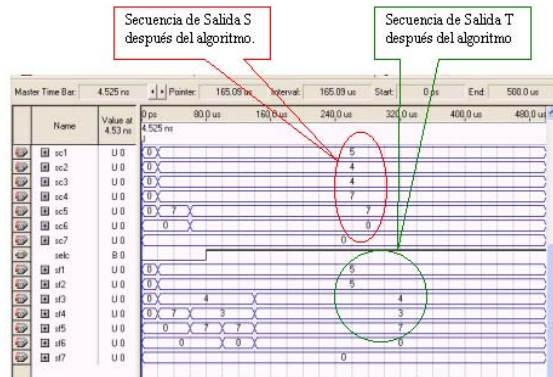 Secuencia de Salida S
después del algoritmo.
Secuencia de Salida T
después del algoritmo
Master Time Bar: 4.525 ns Pointer: 165.09 us Interval: 165.09 us Start: 0 ps End: 500.0 us
Name Value at 4.53 ns 0 ps 80.0 us 160.0 us 240.0 us 320.0 us 400.0 us 480.0 us
4.525 ns
sc1 U 0 0 5
sc2 U 0 0 4
sc3 U 0 0 4
sc4 U 0 0 7
sc5 U 0 0 7 7
sc6 U 0 0 0
sc7 U 0 0
selc B 0
sf1 U 0 0 5
sf2 U 0 0 5
sf3 U 0 0 4 4
sf4 U 0 0 7 3 3
sf5 U 0 0 7 7 7
sf6 U 0 0 0 0
sf7 U 0 0